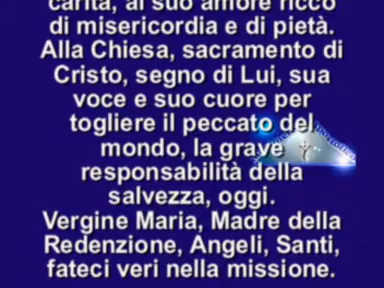 carità, al suo amore ricco
di misericordia e di pietà.
Alla Chiesa, sacramento di
Cristo, segno di Lui, sua
voce e suo cuore per
togliere il peccato del
mondo, la grave
responsabilità della
salvezza, oggi.
Vergine Maria, Madre della
Redenzione, Angeli, Santi,
fateci veri nella missione.